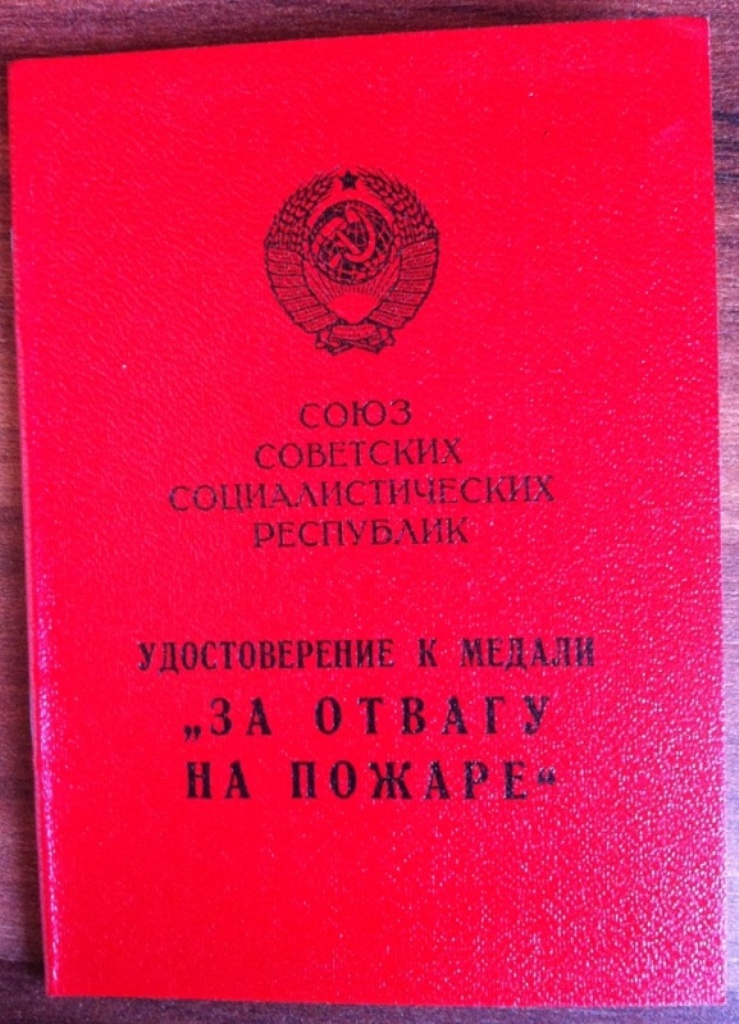 СОЮЗ
СОВЕТСКИХ
СОЦИАЛИСТИЧЕСКИХ
РЕСПУБЛИК
УДОСТОВЕРЕНИЕ К МЕДАЛИ
„ЗА ОТВАГУ
НА ПОЖАРЕ“